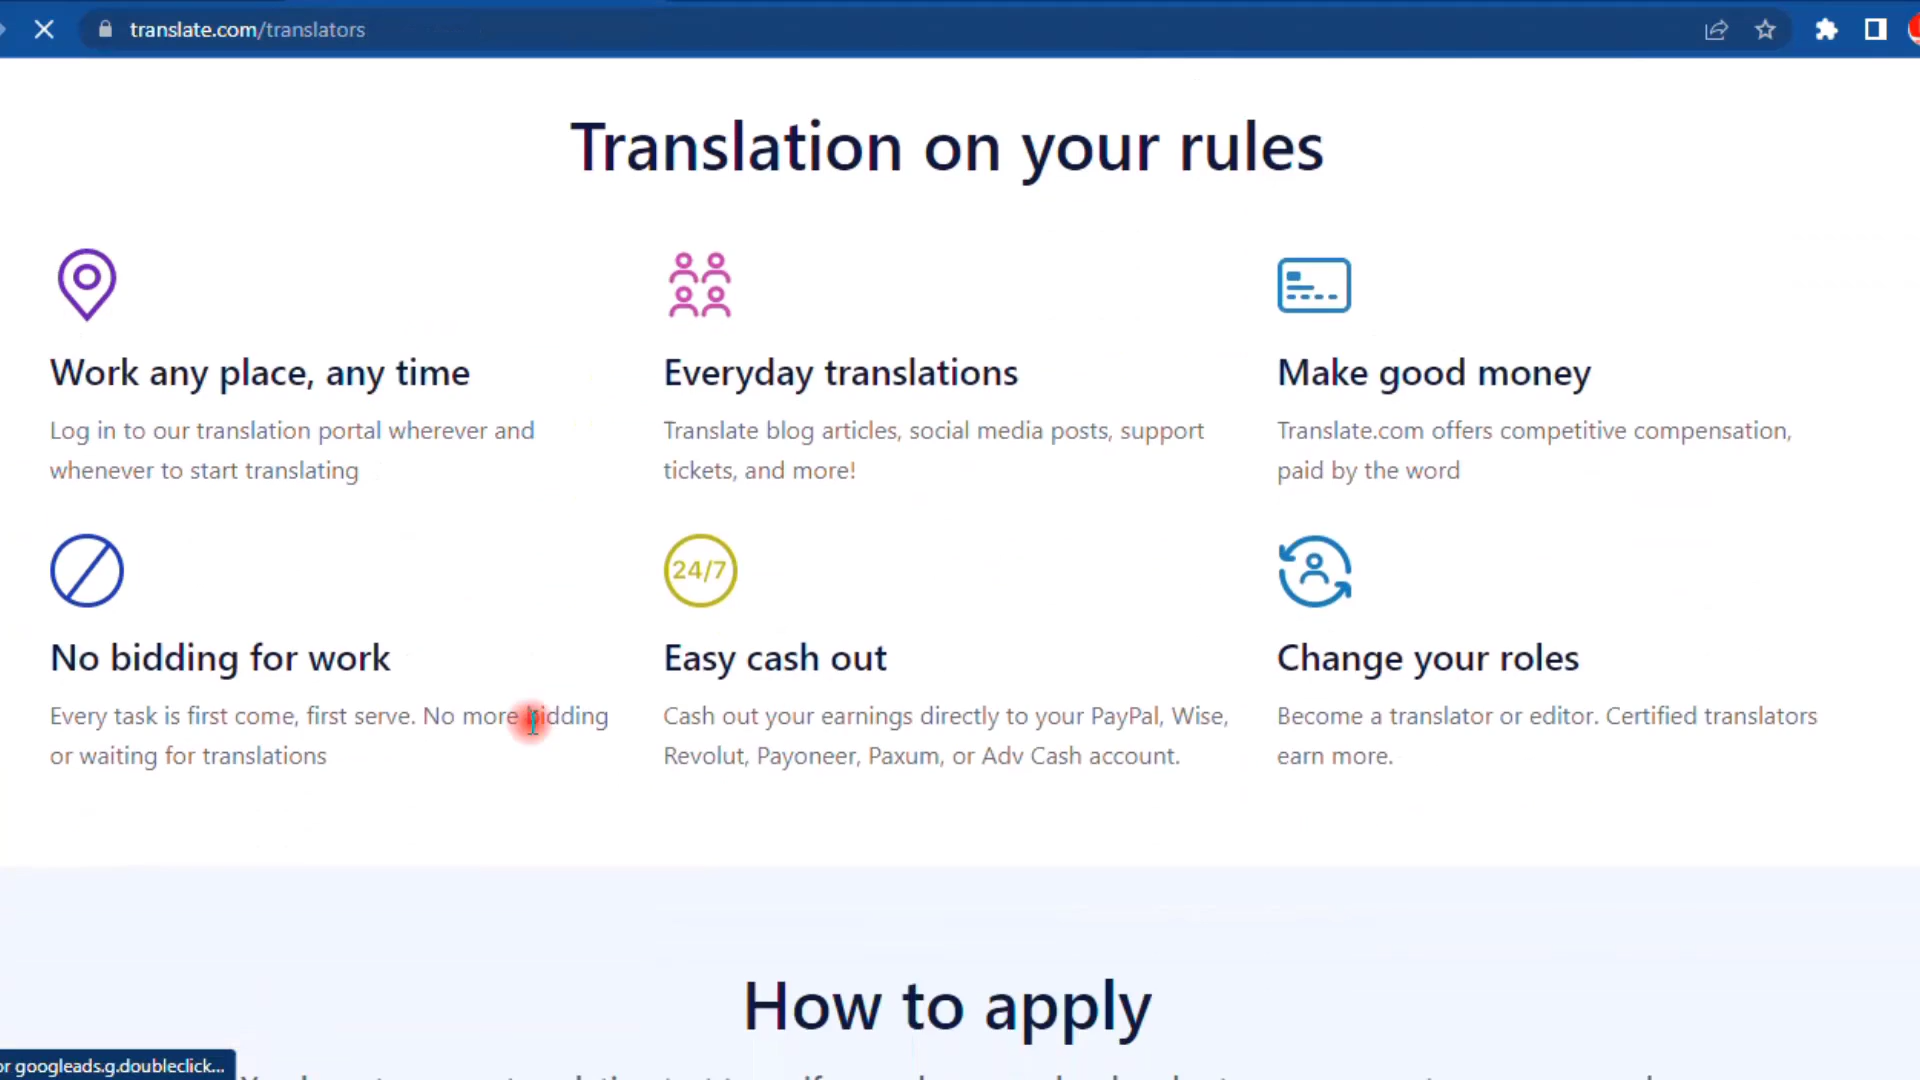 translate.com/translators
Translation on your rules
Work any place, any time
Log in to our translation portal wherever and
whenever to start translating
Everyday translations
Translate blog articles, social media posts, support
tickets, and more!
Make good money
Translate.com offers competitive compensation,
paid by the word
No bidding for work
Every task is first come, first serve. No more bidding
or waiting for translations
24/7
Easy cash out
Cash out your earnings directly to your PayPal, Wise,
Revolut, Payoneer, Paxum, or Adv Cash account.
Change your roles
Become a translator or editor. Certified translators
earn more.
How to apply
googleads.g.doubleclick...